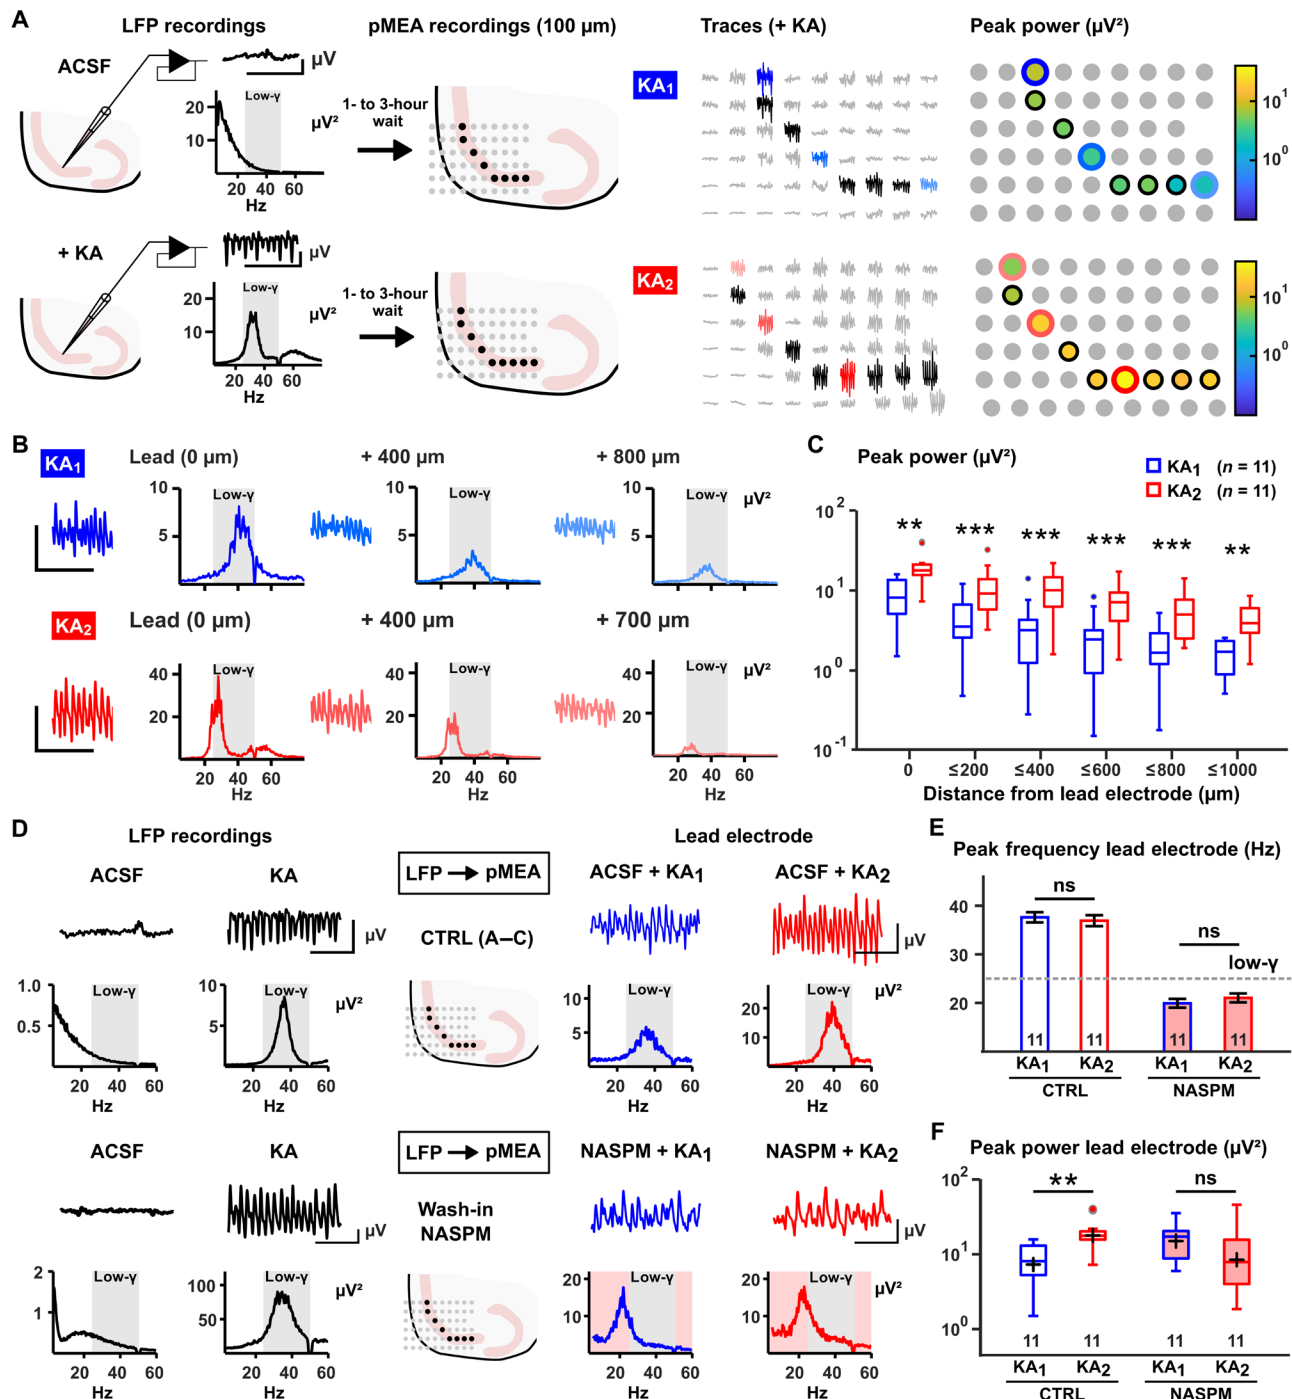 A
LFP recordings
pMEA recordings (100 µm)
Traces (+ KA)
Peak power (µV²)
ACSF
µV
Low-γ
20
10
µV²
20 40 60
Hz
1- to 3-hour
wait
KA1
10¹
10⁰
+ KA
µV
Low-γ
20
10
µV²
20 40 60
Hz
1- to 3-hour
wait
KA2
10¹
10⁰
B
KA1
Lead (0 µm)
+ 400 µm
+ 800 µm
10
5
Low-γ
10
5
Low-γ
10
5
Low-γ
µV²
KA2
Lead (0 µm)
+ 400 µm
+ 700 µm
40
20
Low-γ
40
20
Low-γ
40
20
Low-γ
µV²
20 40 60
Hz
20 40 60
Hz
20 40 60
Hz
C
Peak power (µV²)
KA1 (n = 11)
KA2 (n = 11)
10²
10¹
10⁰
10⁻¹
** *** *** *** *** **
0 ≤200 ≤400 ≤600 ≤800 ≤1000
Distance from lead electrode (µm)
D
LFP recordings
Lead electrode
ACSF
KA
LFP → pMEA
ACSF + KA1
ACSF + KA2
µV
CTRL (A–C)
µV
1.0
0.5
Low-γ
10
5
Low-γ
µV²
10
5
Low-γ
20
10
Low-γ
µV²
20 40 60
Hz
20 40 60
Hz
20 40 60
Hz
20 40 60
Hz
ACSF
KA
LFP → pMEA
NASPM + KA1
NASPM + KA2
µV
Wash-in
NASPM
µV
2
1
Low-γ
100
50
Low-γ
µV²
20
10
Low-γ
20
10
Low-γ
µV²
20 40 60
Hz
20 40 60
Hz
20 40 60
Hz
20 40 60
Hz
E
Peak frequency lead electrode (Hz)
40
30
20
ns
ns
low-γ
11 11 11 11
KA1 KA2 KA1 KA2
CTRL NASPM
F
Peak power lead electrode (µV²)
10²
10¹
10⁰
**
ns
11 11 11 11
KA1 KA2 KA1 KA2
CTRL NASPM